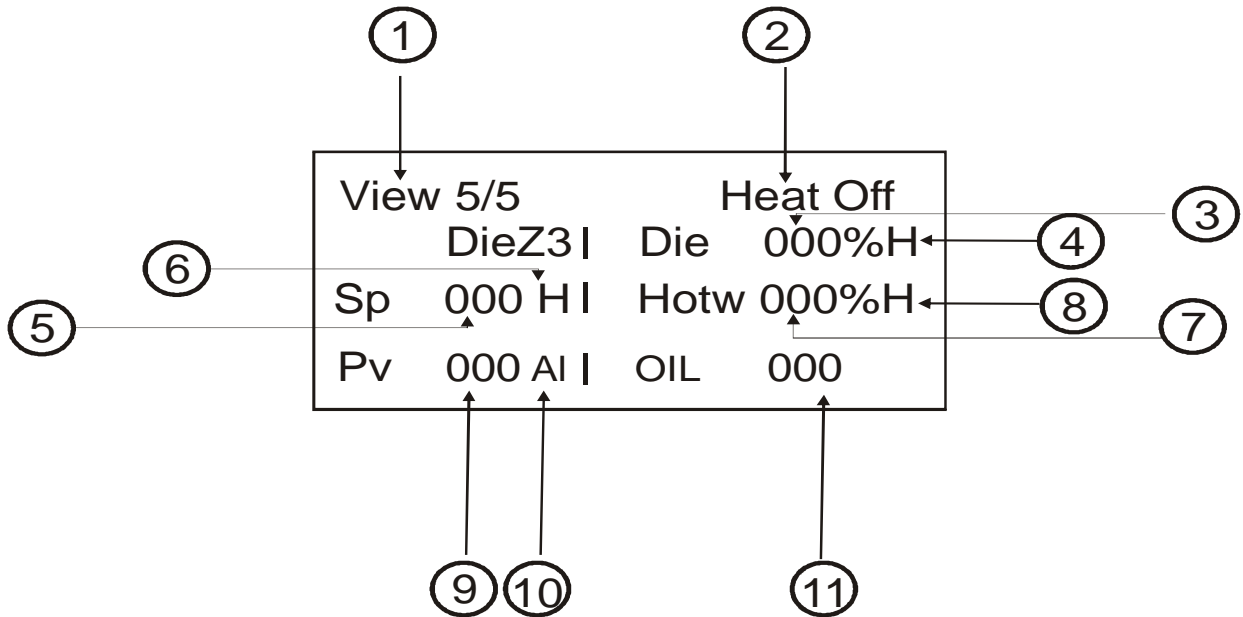 1 2
View 5/5 Heat Off
3
DieZ3 | Die 000%H 4
6
Sp 000 H | Hotw 000%H 8
5 7
Pv 000 Al | OIL 000
9 10 11